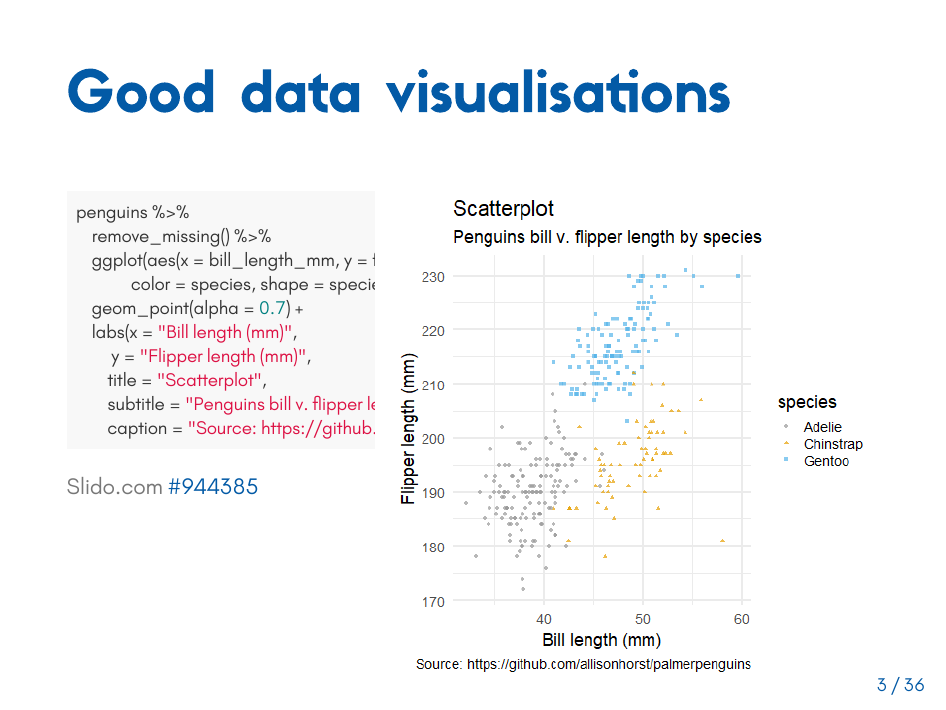 Good data visualisations
penguins %>%
remove_missing() %>%
ggplot(aes(x = bill_length_mm, y =
color = species, shape =
geom_point(alpha = 0.7) +
labs(x = "Bill length (mm)",
y = "Flipper length (mm)",
title = "Scatterplot",
subtitle = "Penguins bill v. flipper
caption = "Source: https://github.
Slido.com #944385
Scatterplot
Penguins bill v. flipper length by species
230
220
210
200
190
180
170
Flipper length (mm)
40 50 60
Bill length (mm)
Source: https://github.com/allisonhorst/palmerpenguins
species
Adelie
Chinstrap
Gentoo
3 / 36